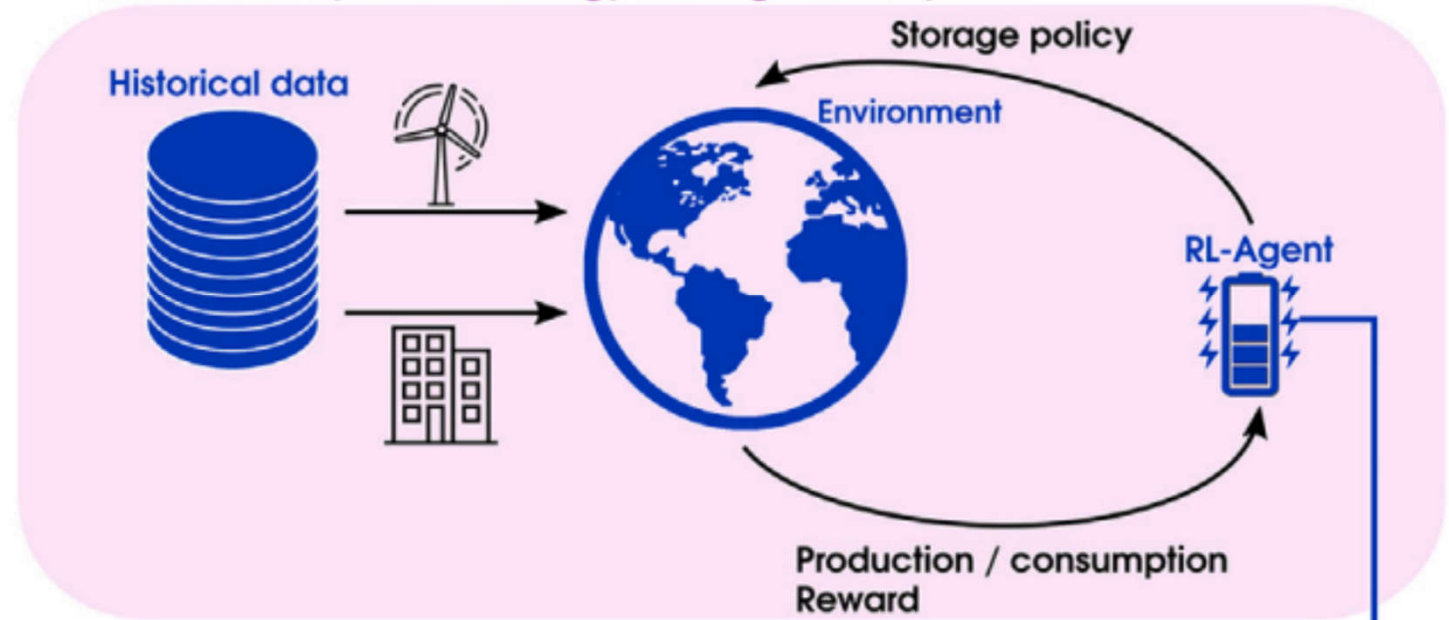 Storage policy
Historical data
Environment
RL-Agent
Production / consumption
Reward